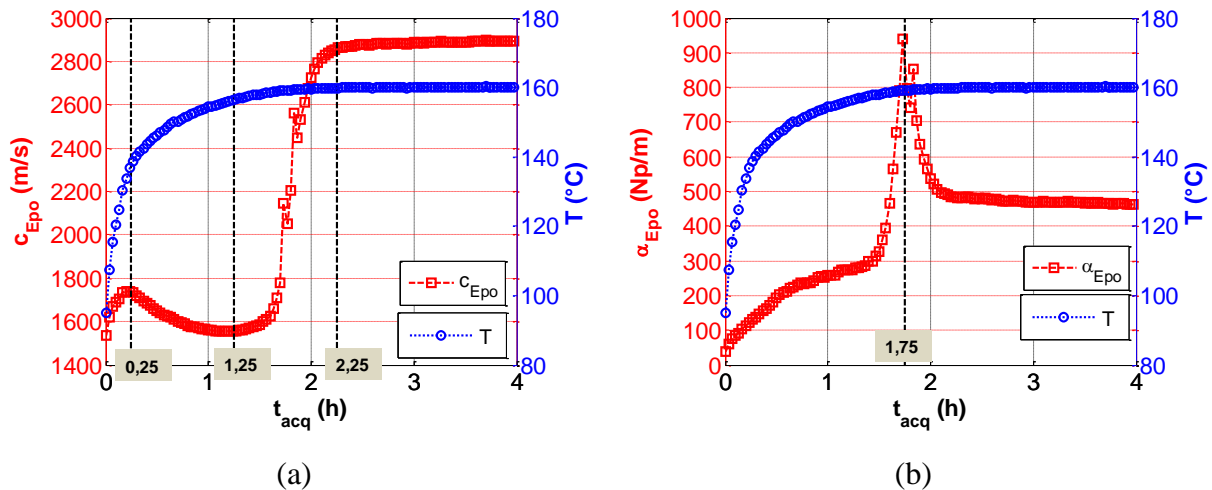 3000
2800
2600
2400
2200
2000
1800
1600
1400
c_Epo (m/s)
180
160
140
120
100
80
T (°C)
c_Epo
T
0,25
1,25
2,25
0 1 2 3 4
t_acq (h)
(a)
1000
900
800
700
600
500
400
300
200
100
0
α_Epo (Np/m)
180
160
140
120
100
80
T (°C)
α_Epo
T
1,75
0 1 2 3 4
t_acq (h)
(b)